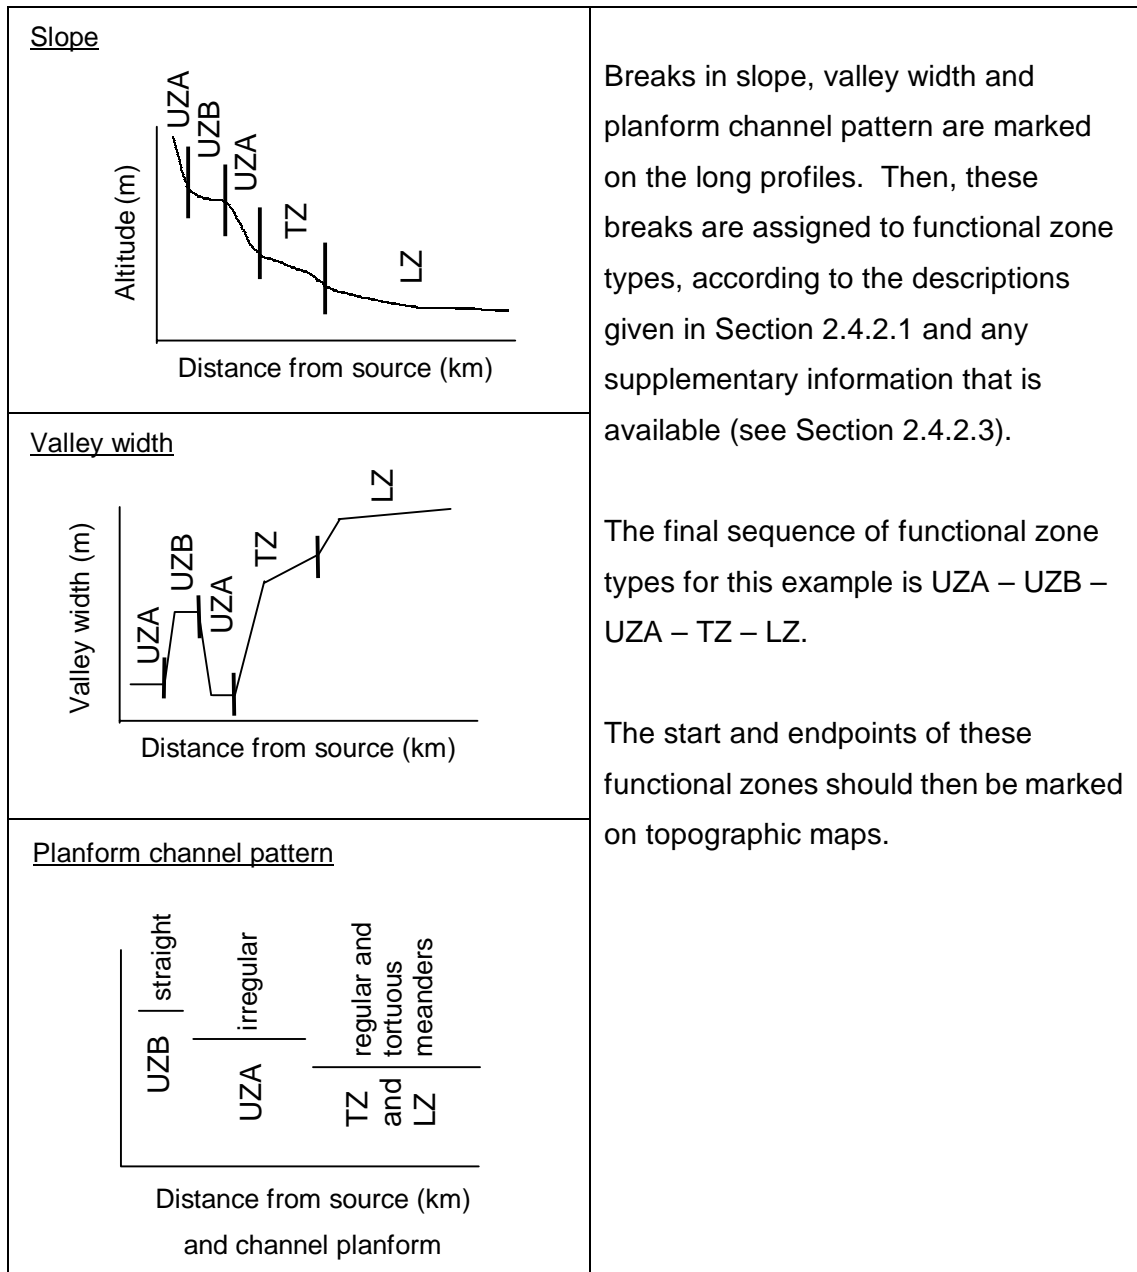 Slope
UZA
UZB
UZA
TZ
LZ
Altitude (m)
Distance from source (km)
Valley width
UZA
UZB
UZA
TZ
LZ
Valley width (m)
Distance from source (km)
Planform channel pattern
straight
irregular
regular and
tortuous
meanders
UZB
UZA
TZ
and
LZ
Distance from source (km)
and channel planform
Breaks in slope, valley width and
planform channel pattern are marked
on the long profiles. Then, these
breaks are assigned to functional zone
types, according to the descriptions
given in Section 2.4.2.1 and any
supplementary information that is
available (see Section 2.4.2.3).
The final sequence of functional zone
types for this example is UZA – UZB –
UZA – TZ – LZ.
The start and endpoints of these
functional zones should then be marked
on topographic maps.